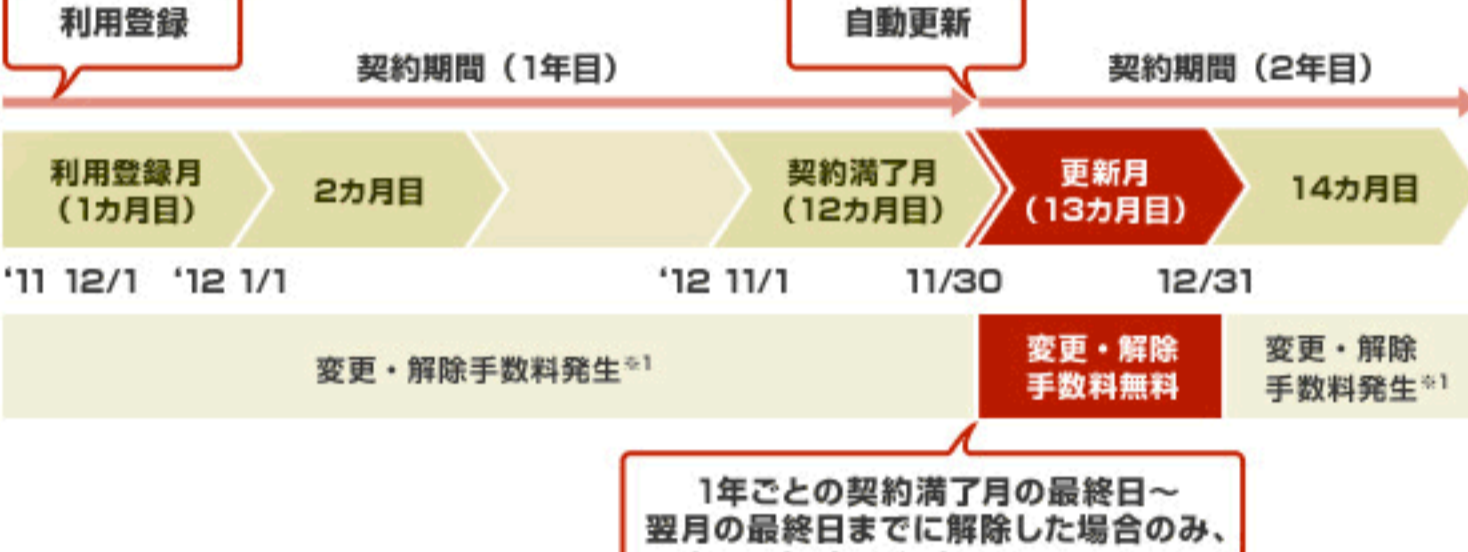 利用登録
自動更新
契約期間（1年目）
契約期間（2年目）
利用登録月
（1カ月目）
2カ月目
契約満了月
（12カ月目）
更新月
（13カ月目）
14カ月目
‘11 12/1
‘12 1/1
‘12 11/1
11/30
12/31
変更・解除手数料発生※1
変更・解除
手数料無料
変更・解除
手数料発生※1
1年ごとの契約満了月の最終日～
翌月の最終日までに解除した場合のみ、